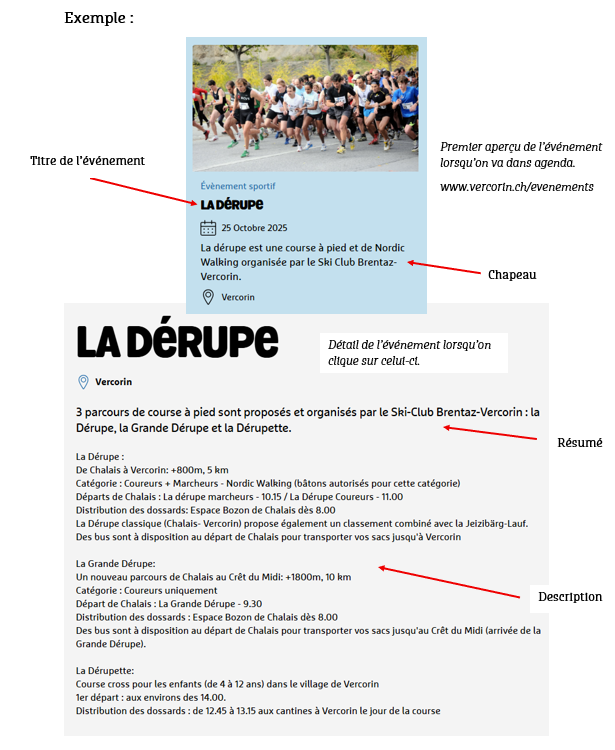 Exemple :
Premier aperçu de l'événement
lorsqu'on va dans agenda.
www.vercorin.ch/evenements
Titre de l'événement
Évènement sportif
LA DÉRUPE
25 Octobre 2025
La dérupe est une course à pied et de Nordic
Walking organisée par le Ski Club Brentaz-
Vercorin.
Chapeau
Vercorin
LA DÉRUPE
Détail de l'événement lorsqu'on
clique sur celui-ci.
Vercorin
3 parcours de course à pied sont proposés et organisés par le Ski-Club Brentaz-Vercorin : la
Dérupe, la Grande Dérupe et la Dérupette.
Résumé
La Dérupe :
De Chalais à Vercorin: +800m, 5 km
Catégorie : Coureurs + Marcheurs - Nordic Walking (bâtons autorisés pour cette catégorie)
Départs de Chalais : La dérupe marcheurs - 10.15 / La Dérupe Coureurs - 11.00
Distribution des dossards: Espace Bozon de Chalais dès 8.00
La Dérupe classique (Chalais- Vercorin) propose également un classement combiné avec la Jeizibärg-Lauf.
Des bus sont à disposition au départ de Chalais pour transporter vos sacs jusqu'à Vercorin
La Grande Dérupe:
Un nouveau parcours de Chalais au Crêt du Midi: +1800m, 10 km
Catégorie : Coureurs uniquement
Départ de Chalais : La Grande Dérupe - 9.30
Distribution des dossards : Espace Bozon de Chalais dès 8.00
Des bus sont à disposition au départ de Chalais pour transporter vos sacs jusqu'au Crêt du Midi (arrivée de la
Grande Dérupe).
Description
La Dérupette:
Course cross pour les enfants (de 4 à 12 ans) dans le village de Vercorin
1er départ : aux environs des 14.00.
Distribution des dossards : de 12.45 à 13.15 aux cantines à Vercorin le jour de la course